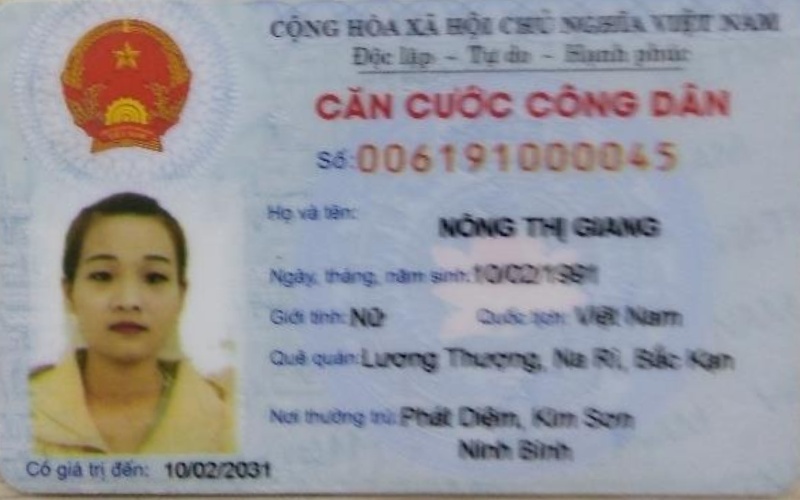 CỘNG HÒA XÃ HỘI CHỦ NGHĨA VIỆT NAM
Độc lập - Tự do - Hạnh phúc
CĂN CƯỚC CÔNG DÂN
Số: 006191000045
Họ và tên: NÔNG THỊ GIANG
Ngày, tháng, năm sinh: 10/02/1991
Giới tính: Nữ Quốc tịch: Việt Nam
Quê quán: Lương Thượng, Na Rì, Bắc Kạn
Nơi thường trú: Phát Diệm, Kim Sơn
Ninh Bình
Có giá trị đến: 10/02/2031